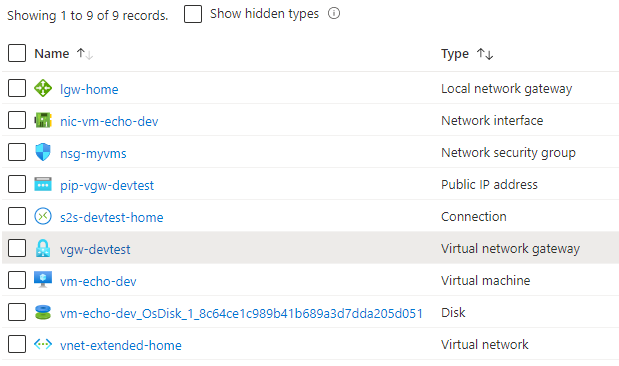 Showing 1 to 9 of 9 records. Show hidden types
Name Type
lgw-home Local network gateway
nic-vm-echo-dev Network interface
nsg-myvms Network security group
pip-vgw-devtest Public IP address
s2s-devtest-home Connection
vgw-devtest Virtual network gateway
vm-echo-dev Virtual machine
vm-echo-dev_OsDisk_1_8c64ce1c989b41b689a3d7dda205d051 Disk
vnet-extended-home Virtual network